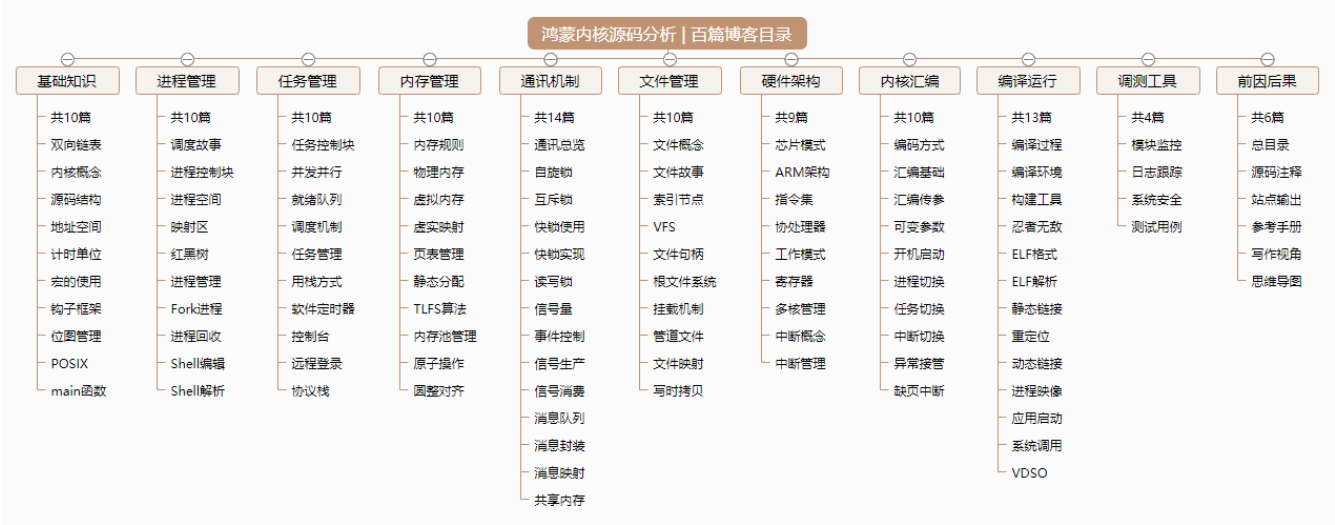 鸿蒙内核源码分析 | 百篇博客目录
基础知识
共10篇
双向链表
内核概念
源码结构
地址空间
计时单位
宏的使用
钩子框架
位图管理
POSIX
main函数
进程管理
共10篇
调度故事
进程控制块
进程空间
映射区
红黑树
进程管理
Fork进程
进程回收
Shell编辑
Shell解析
任务管理
共10篇
任务控制块
并发并行
就绪队列
调度机制
任务管理
用栈方式
软件定时器
控制台
远程登录
协议栈
内存管理
共10篇
内存规则
物理内存
虚拟内存
虚实映射
页表管理
静态分配
TLFS算法
内存池管理
原子操作
圆整对齐
通讯机制
共14篇
通讯总览
自旋锁
互斥锁
快锁使用
快锁实现
读写锁
信号量
事件控制
信号生产
信号消费
消息队列
消息封装
消息映射
共享内存
文件管理
共10篇
文件概念
文件故事
索引节点
VFS
文件句柄
根文件系统
挂载机制
管道文件
文件映射
写时拷贝
硬件架构
共9篇
芯片模式
ARM架构
指令集
协处理器
工作模式
寄存器
多核管理
中断概念
中断管理
内核汇编
共10篇
编码方式
汇编基础
汇编传参
可变参数
开机启动
进程切换
任务切换
中断切换
异常接管
缺页中断
编译运行
共13篇
编译过程
编译环境
构建工具
忍者无敌
ELF格式
ELF解析
静态链接
重定位
动态链接
进程映像
应用启动
系统调用
VDSO
调测工具
共4篇
模块监控
日志跟踪
系统安全
测试用例
前因后果
共6篇
总目录
源码注释
站点输出
参考手册
写作视角
思维导图